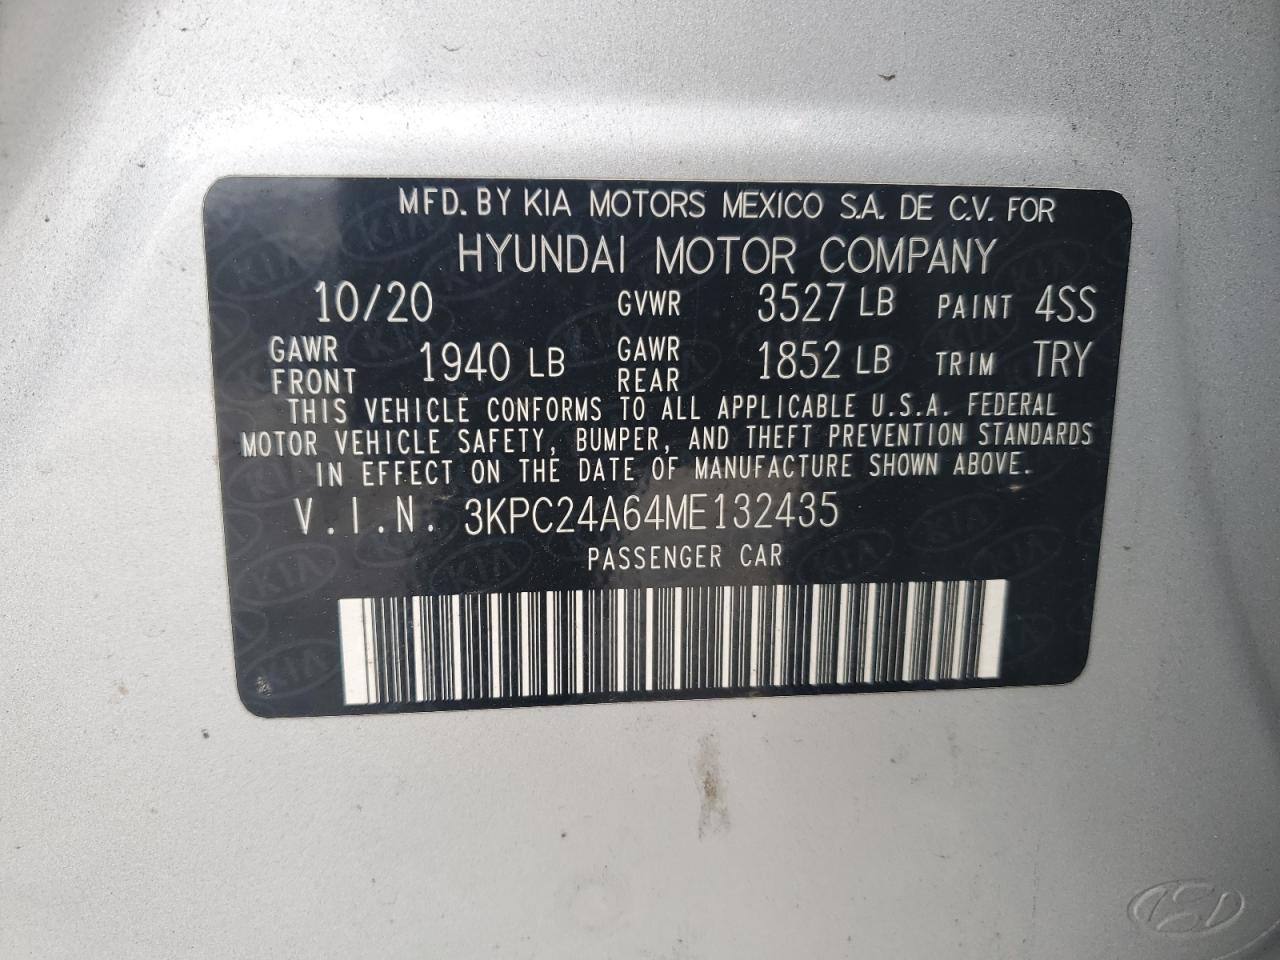 MFD. BY KIA MOTORS MEXICO S.A. DE C.V. FOR
HYUNDAI MOTOR COMPANY
10/20 GVWR 3527 LB PAINT 4SS
GAWR FRONT 1940 LB GAWR REAR 1852 LB TRIM TRY
THIS VEHICLE CONFORMS TO ALL APPLICABLE U.S.A. FEDERAL
MOTOR VEHICLE SAFETY, BUMPER, AND THEFT PREVENTION STANDARDS
IN EFFECT ON THE DATE OF MANUFACTURE SHOWN ABOVE.
V.I.N. 3KPC24A64ME132435
PASSENGER CAR